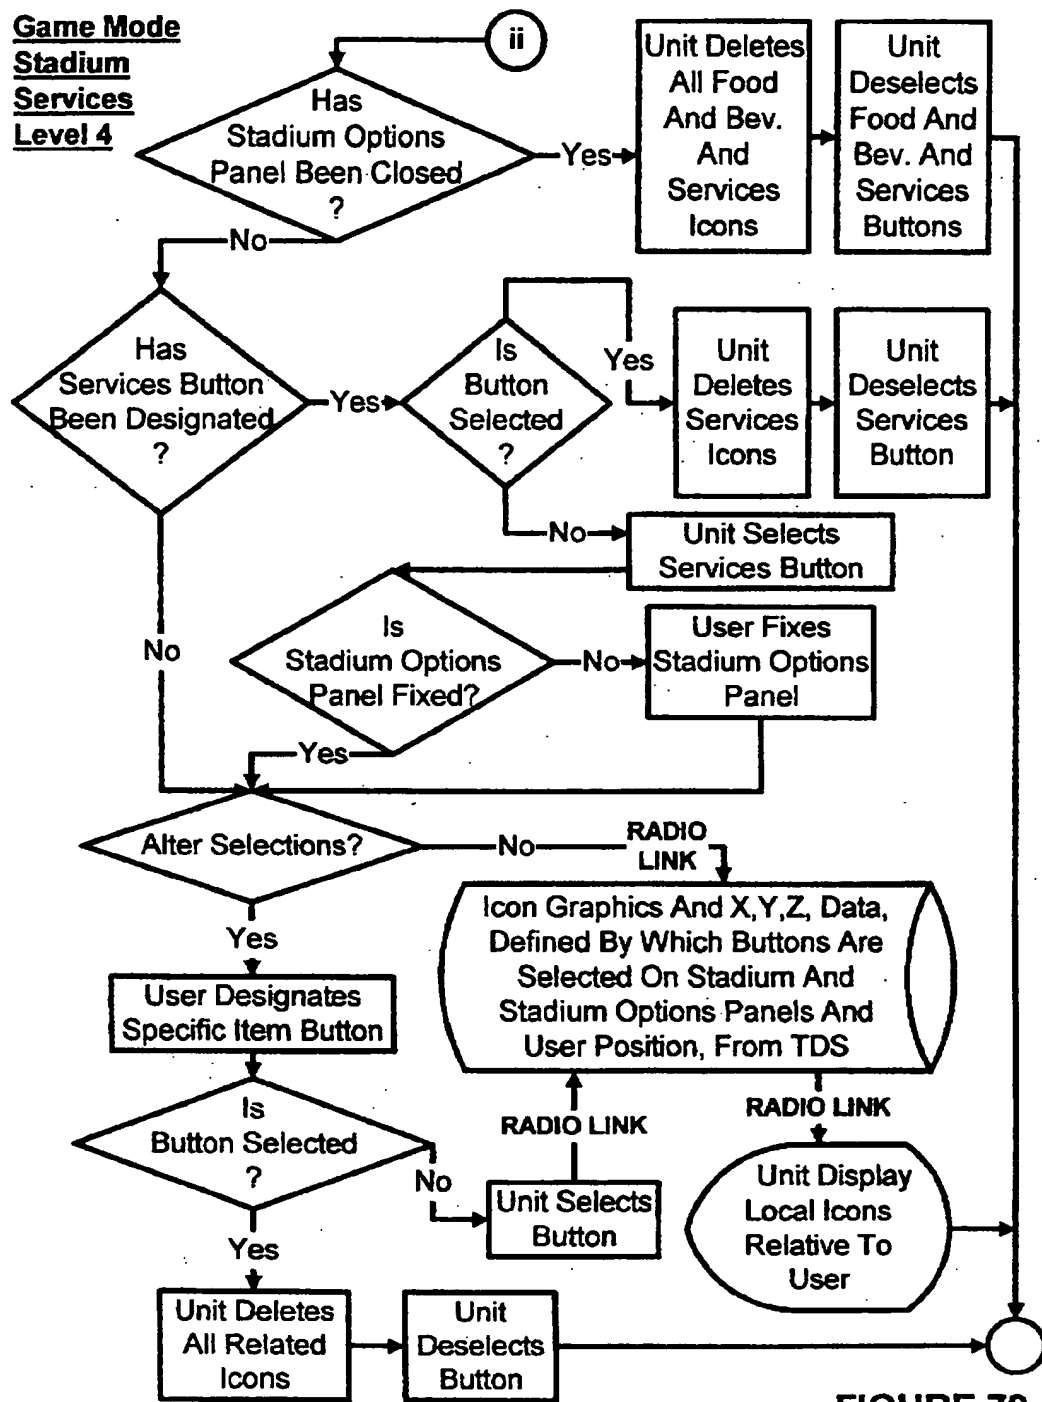 Game Mode
Stadium
Services
Level 4
ii
Has
Stadium Options
Panel Been Closed
?
Yes
Unit Deletes
All Food
And Bev.
And
Services
Icons
Unit
Deselects
Food And
Bev. And
Services
Buttons
No
Has
Services Button
Been Designated
?
Yes
Is
Button
Selected
?
Yes
Unit
Deletes
Services
Icons
Unit
Deselects
Services
Button
No
Unit Selects
Services Button
No
Is
Stadium Options
Panel Fixed?
No
User Fixes
Stadium Options
Panel
Yes
Alter Selections?
No
RADIO
LINK
Icon Graphics And X,Y,Z, Data,
Defined By Which Buttons Are
Selected On Stadium And
Stadium Options Panels And
User Position, From TDS
Yes
User Designates
Specific Item Button
Is
Button Selected
?
No
Unit Selects
Button
RADIO LINK
RADIO LINK
Unit Display
Local Icons
Relative To
User
Yes
Unit Deletes
All Related
Icons
Unit
Deselects
Button